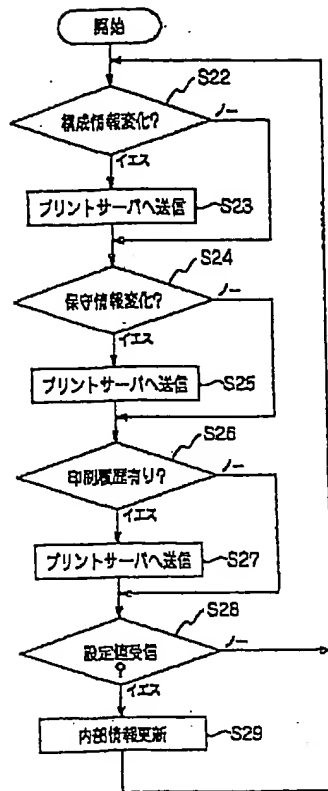 開始
S22
構成情報変化?
ノー
イエス
プリントサーバへ送信
S23
S24
保守情報変化?
ノー
イエス
プリントサーバへ送信
S25
S26
印刷履歴有り?
ノー
イエス
プリントサーバへ送信
S27
S28
設定値受信
?
ノー
イエス
内部情報更新
S29